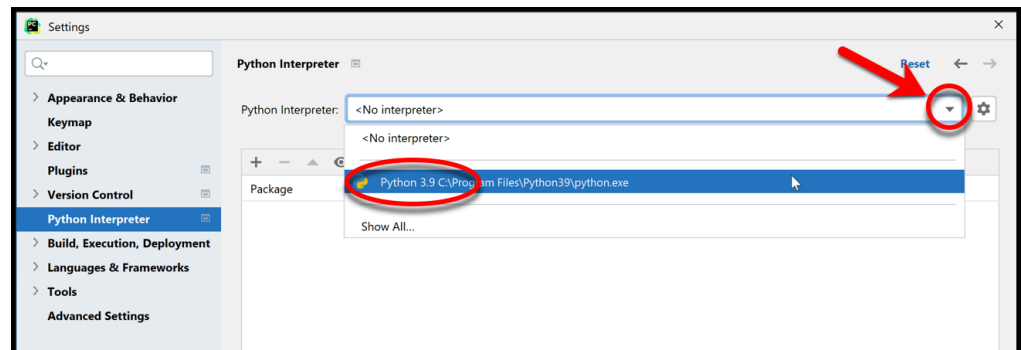 PC
Settings
Python Interpreter
Reset
Appearance & Behavior
Python Interpreter:
<No interpreter>
Keymap
<No interpreter>
Editor
Plugins
Python 3.9 C:\Program Files\Python39\python.exe
Package
Version Control
Python Interpreter
Show All...
Build, Execution, Deployment
Languages & Frameworks
Tools
Advanced Settings